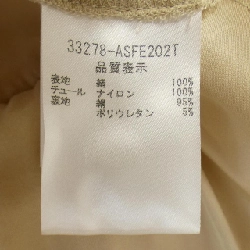 33278-ASFE202T
品質表示
表地 綿 100%
チュール ナイロン 100%
裏地 綿 95%
ポリウレタン 5%